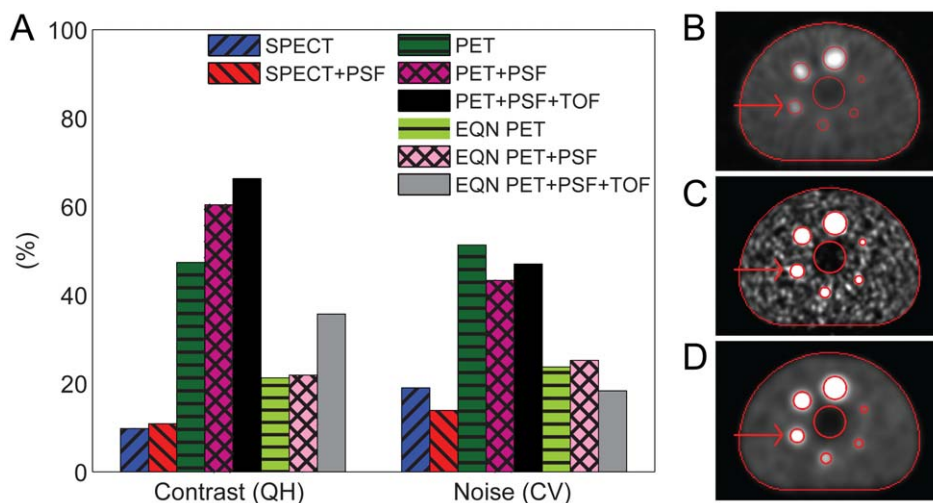 A
100
80
60
40
20
0
(%)
SPECT
SPECT+PSF
PET
PET+PSF
PET+PSF+TOF
EQN PET
EQN PET+PSF
EQN PET+PSF+TOF
Contrast (QH)
Noise (CV)
B
C
D